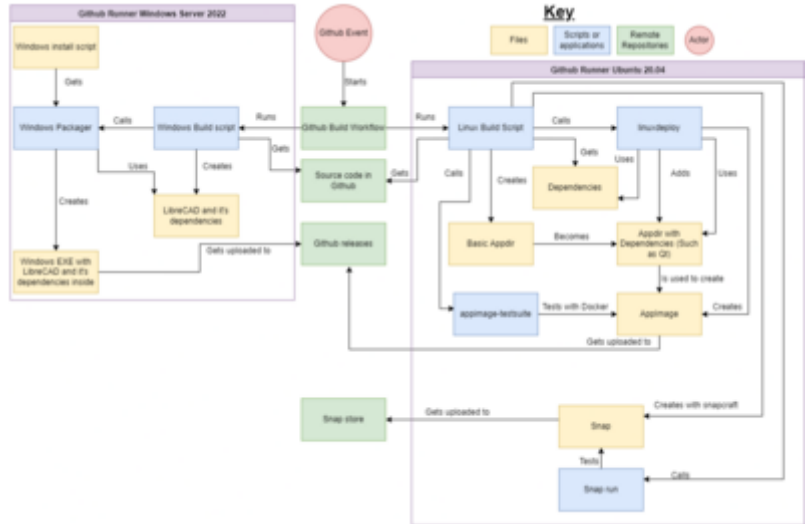 Github Runner Windows Server 2022
Windows install script
Gets
Windows Packager
Calls
Windows Build script
Runs
Uses
Creates
Gets
Creates
LibreCAD and it's
dependencies
Windows EXE with
LibreCAD and it's
dependencies inside
Gets uploaded to
Github Event
Starts
Github Build Workflow
Source code in
Github
Github releases
Snap store
Key
Files
Scripts or
applications
Remote
Repositories
Actor
Github Runner Ubuntu 20.04
Runs
Linux Build Script
Calls
linuxdeploy
Gets
Calls
Creates
Gets
Uses
Adds
Uses
Dependencies
Basic Appdir
Becomes
Appdir with
Dependencies (Such
as Qt)
Is used to create
appimage-testsuite
Tests with Docker
AppImage
Creates
Gets uploaded to
Creates with snapcraft
Gets uploaded to
Snap
Tests
Calls
Snap run